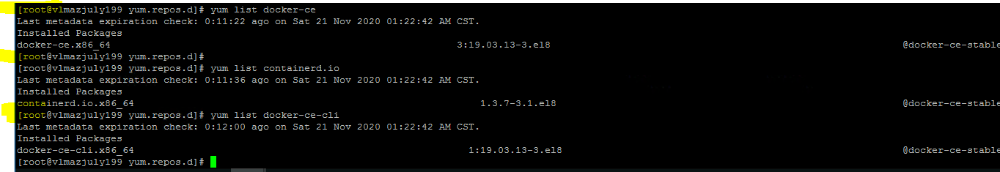 [root@vlmazjuly199 yum.repos.d]# yum list docker-ce
Last metadata expiration check: 0:11:22 ago on Sat 21 Nov 2020 01:22:42 AM CST.
Installed Packages
docker-ce.x86_64 3:19.03.13-3.el8 @docker-ce-stable
[root@vlmazjuly199 yum.repos.d]#
[root@vlmazjuly199 yum.repos.d]# yum list containerd.io
Last metadata expiration check: 0:11:36 ago on Sat 21 Nov 2020 01:22:42 AM CST.
Installed Packages
containerd.io.x86_64 1.3.7-3.1.el8 @docker-ce-stable
[root@vlmazjuly199 yum.repos.d]# yum list docker-ce-cli
Last metadata expiration check: 0:12:00 ago on Sat 21 Nov 2020 01:22:42 AM CST.
Installed Packages
docker-ce-cli.x86_64 1:19.03.13-3.el8 @docker-ce-stable
[root@vlmazjuly199 yum.repos.d]#